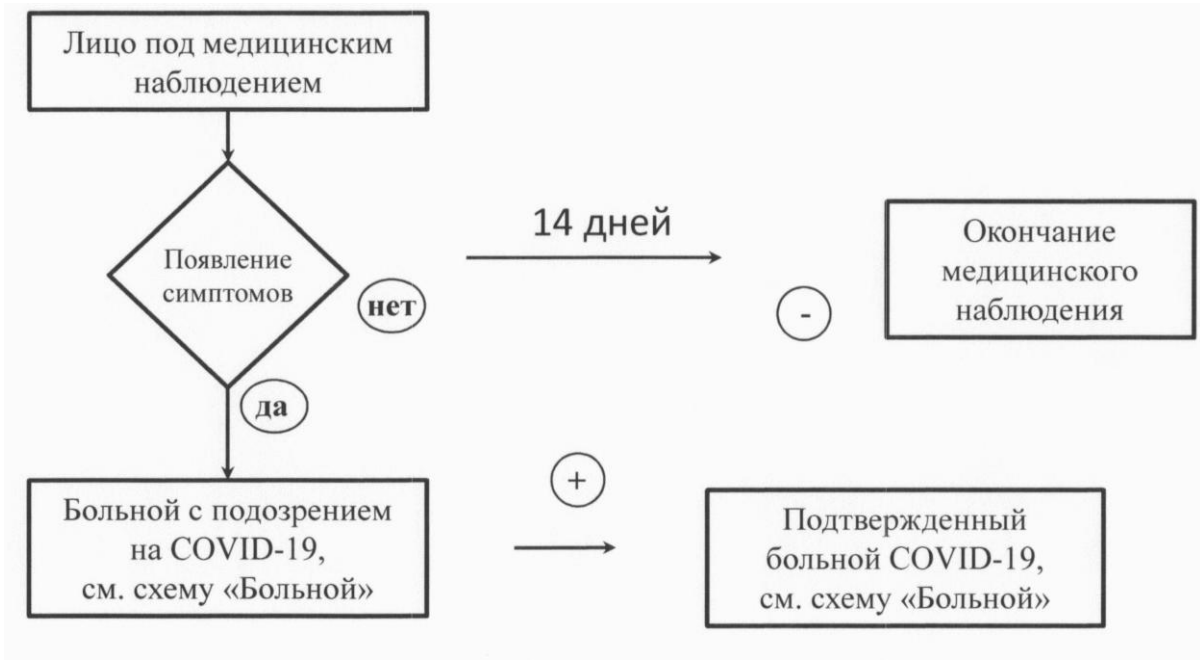 Лицо под медицинским
наблюдением
Появление
симптомов
нет
14 дней
-
Окончание
медицинского
наблюдения
да
Больной с подозрением
на COVID-19,
см. схему «Больной»
+
Подтвержденный
больной COVID-19,
см. схему «Больной»